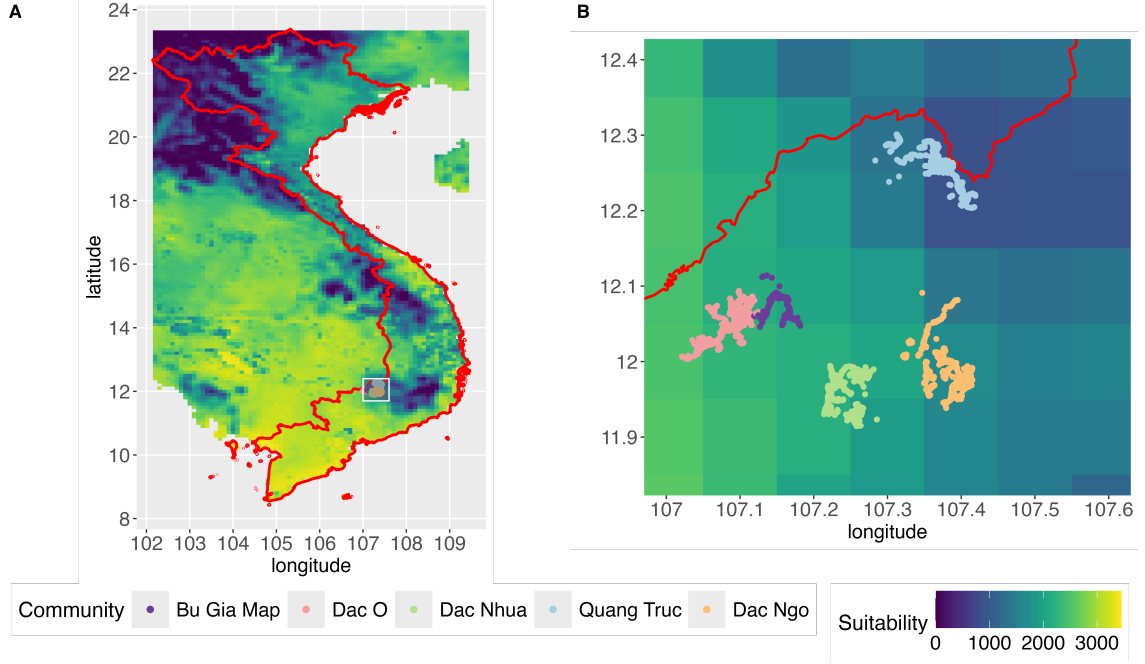 A
B
24
22
20
18
16
14
12
10
8
latitude
102 103 104 105 106 107 108 109
longitude
12.4
12.3
12.2
12.1
12
11.9
107 107.1 107.2 107.3 107.4 107.5 107.6
longitude
Community Bu Gia Map Dac O Dac Nhua Quang Truc Dac Ngo
Suitability
0 1000 2000 3000